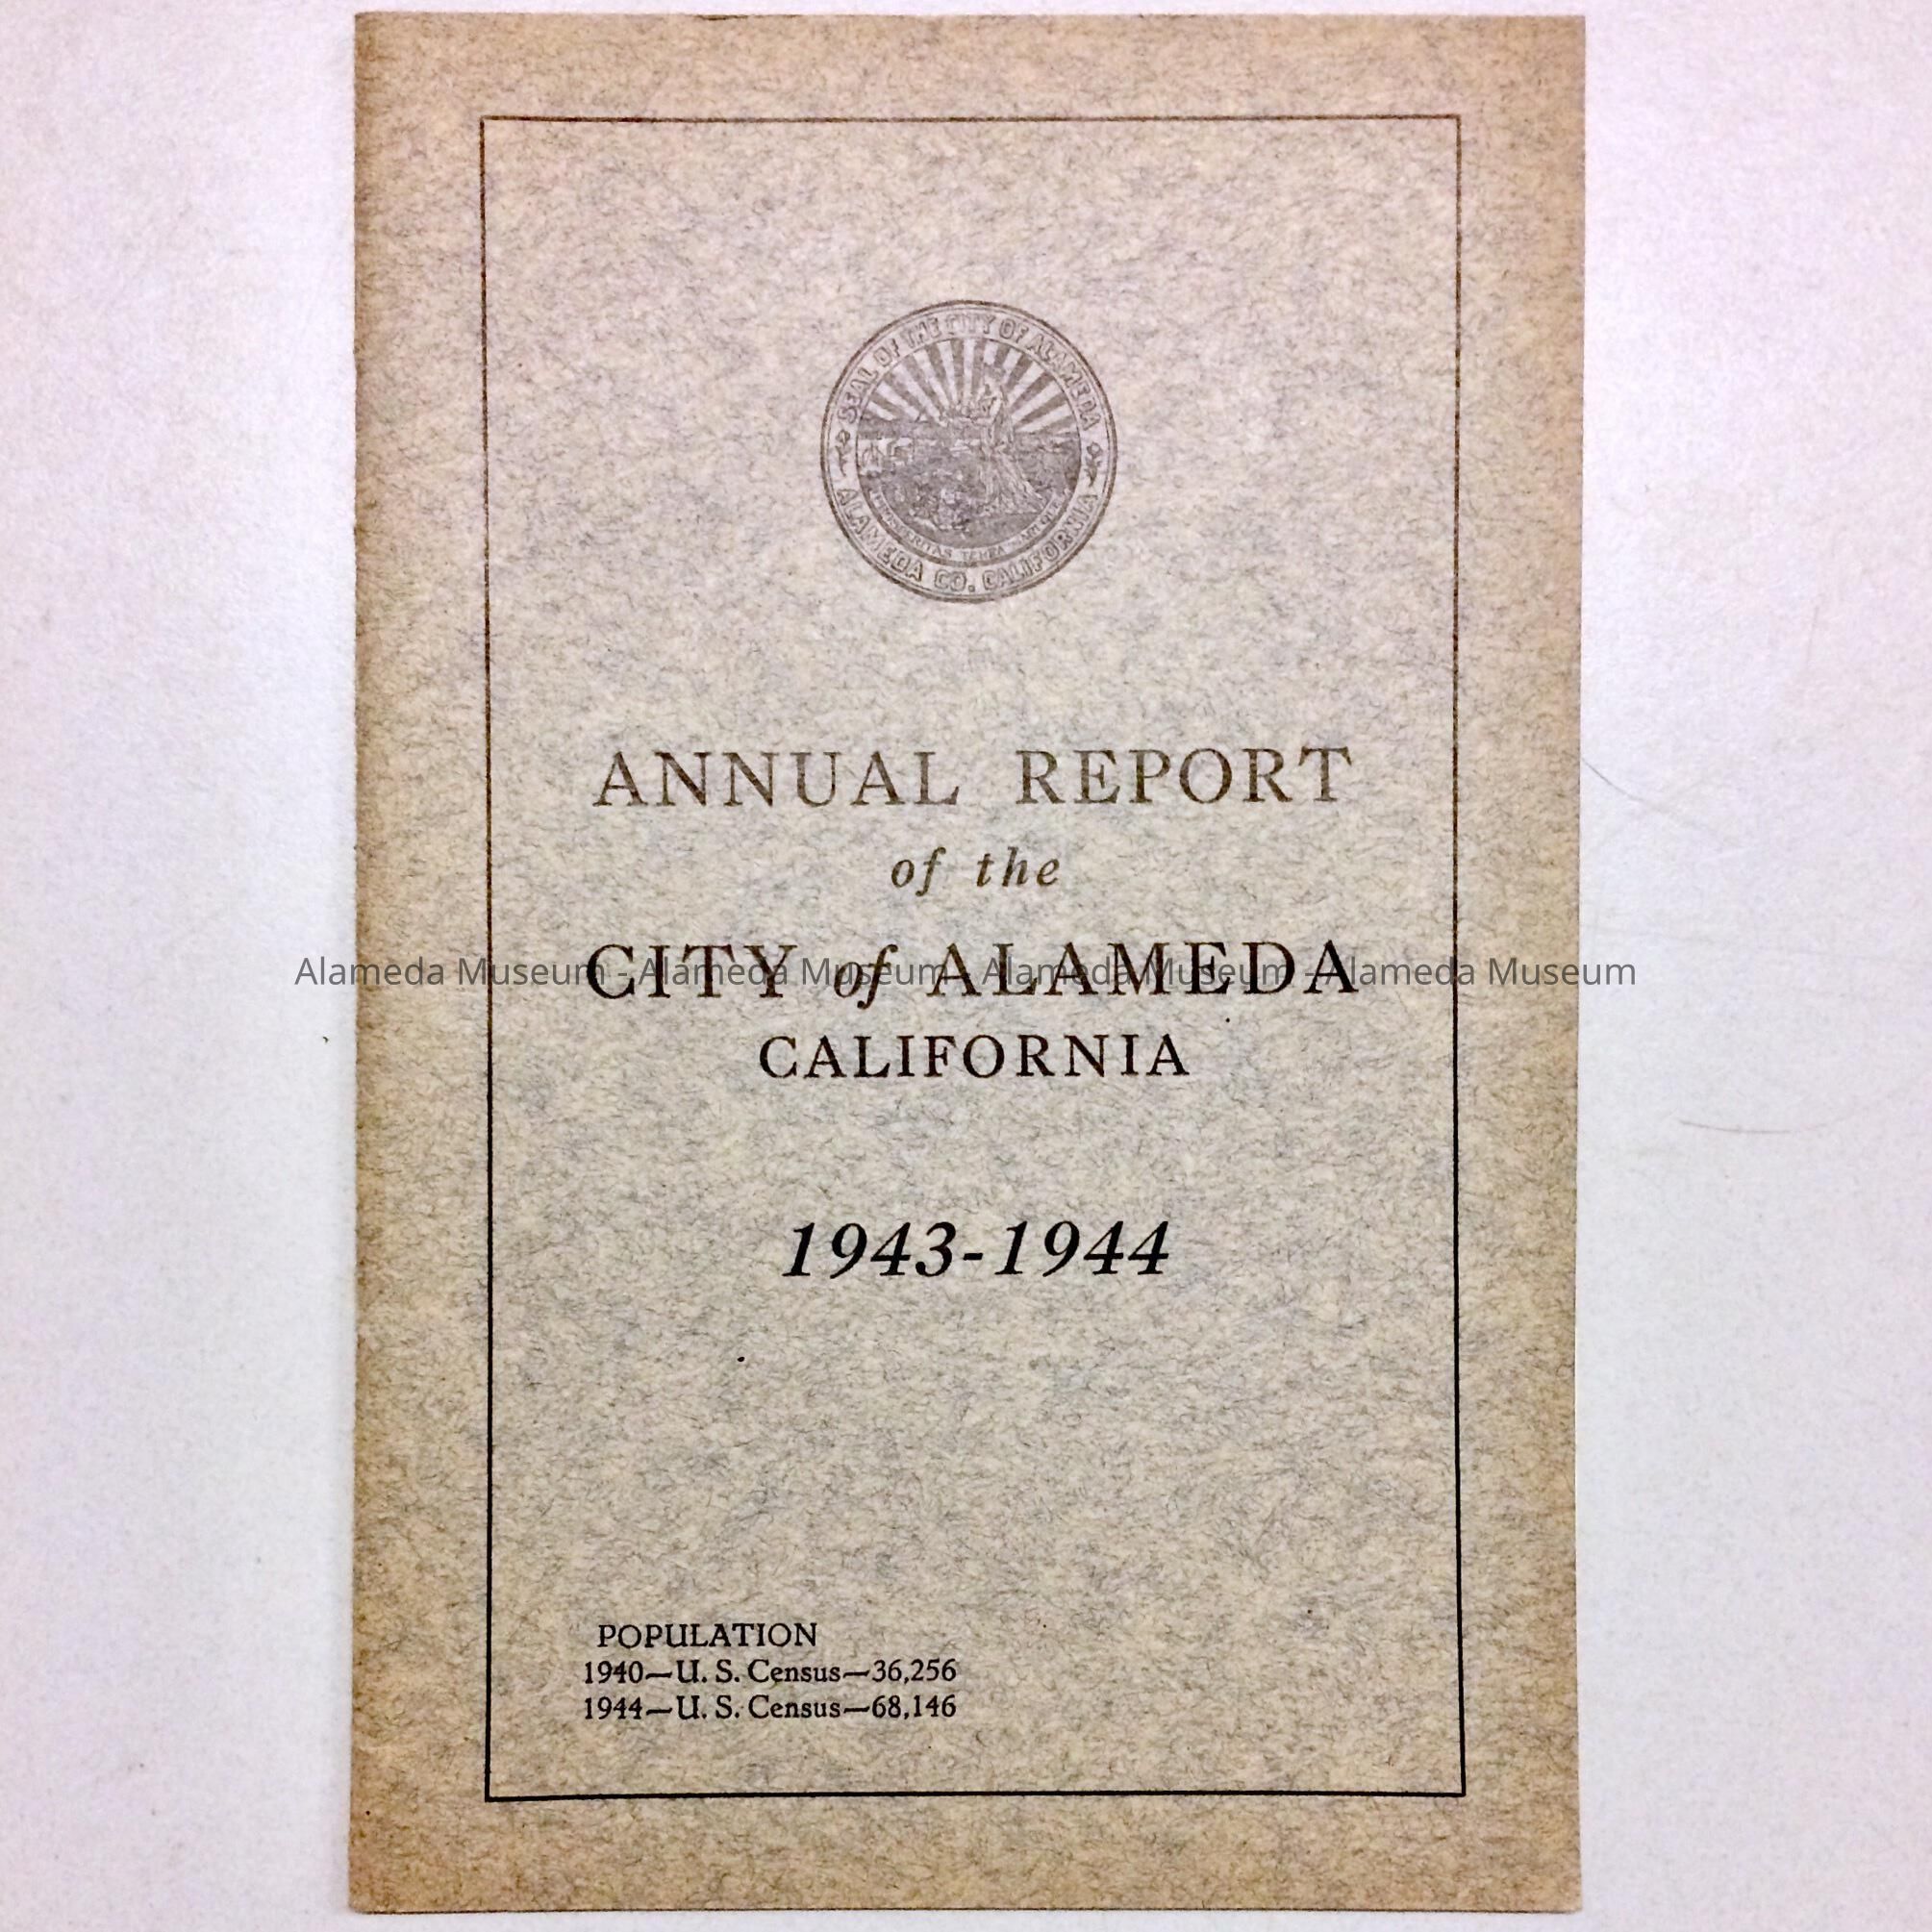 SEAL OF THE CITY OF ALAMEDA
ALAMEDA CO. CALIFORNIA
ANNUAL REPORT
of the
CITY of ALAMEDA
Alameda Museum - Alameda Museum - Alameda Museum - Alameda Museum
CALIFORNIA
1943-1944
POPULATION
1940—U. S. Census—36,256
1944—U. S. Census—68,146